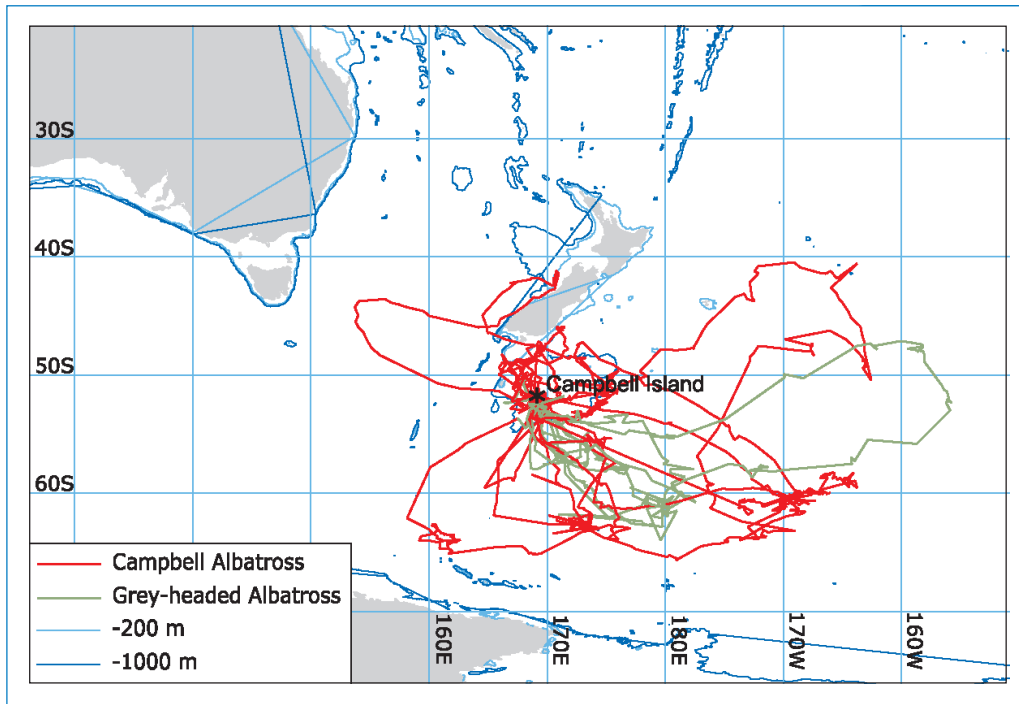 30S
40S
50S
Campbell Island
60S
Campbell Albatross
Grey-headed Albatross
-200 m
-1000 m
160E
170E
180E
170W
160W